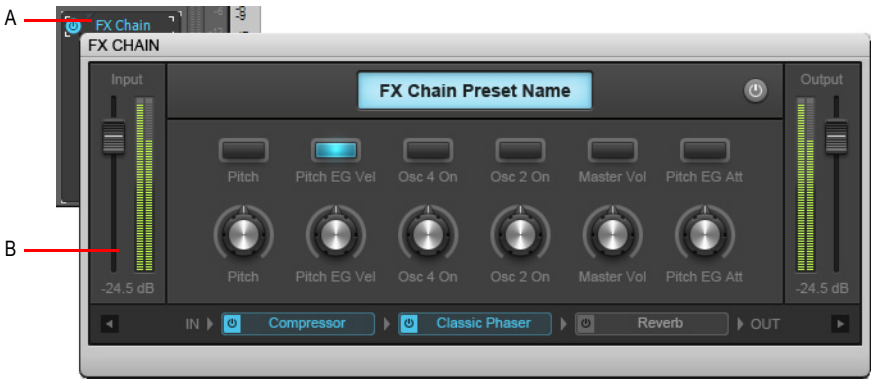 A
FX Chain
FX CHAIN
Input
FX Chain Preset Name
Output
Pitch
Pitch EG Vel
Osc 4 On
Osc 2 On
Master Vol
Pitch EG Att
B
Pitch
Pitch EG Vel
Osc 4 On
Osc 2 On
Master Vol
Pitch EG Att
-24.5 dB
-24.5 dB
IN
Compressor
Classic Phaser
Reverb
OUT